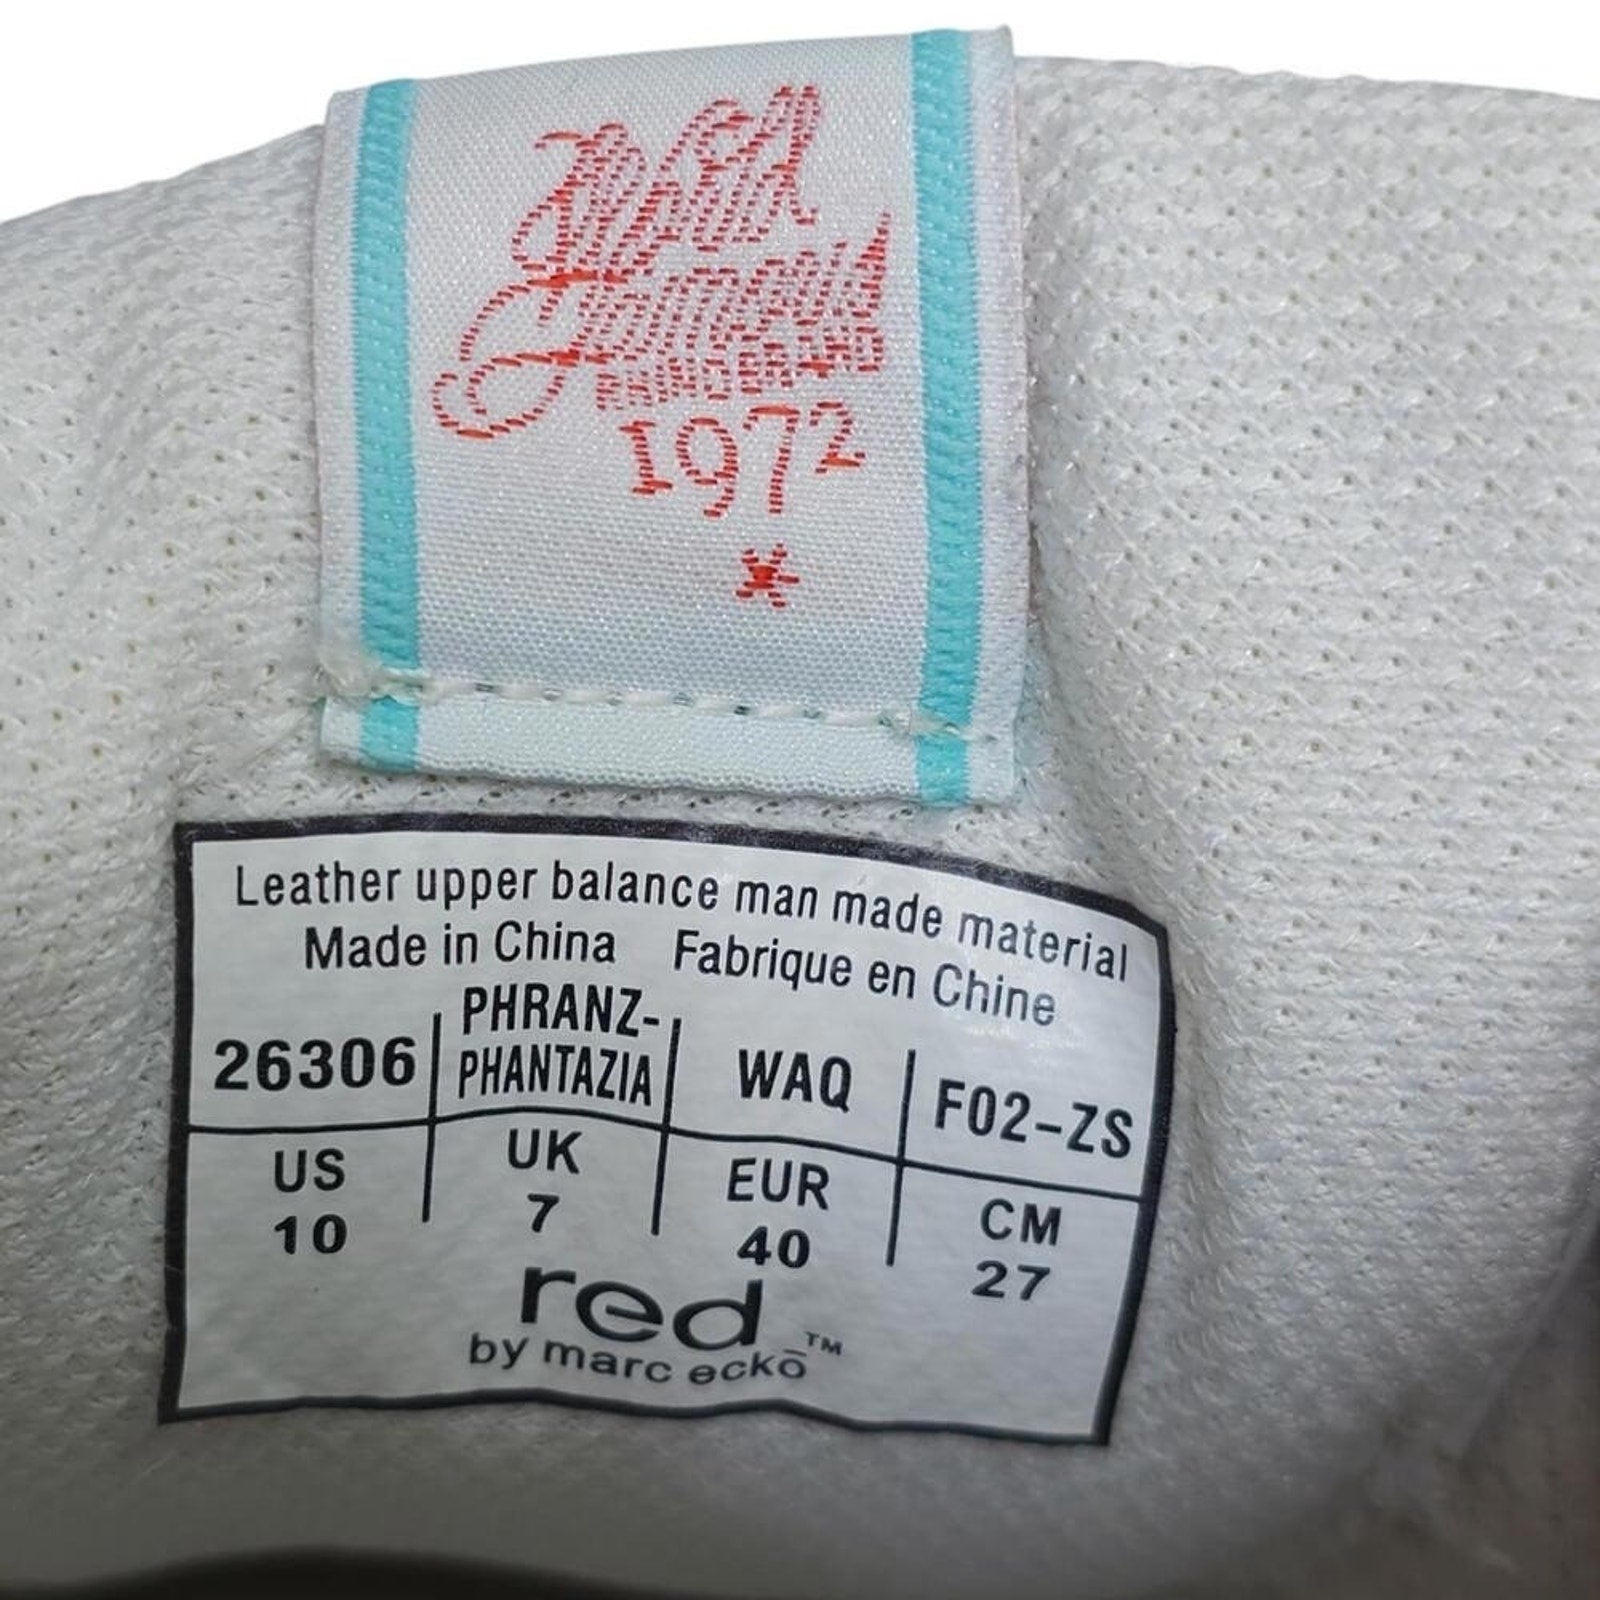 1972
*
Leather upper balance man made material
Made in China Fabrique en Chine
26306 PHRANZ-PHANTAZIA WAQ F02-ZS
US UK EUR CM
10 7 40 27
red
by marc eckō™